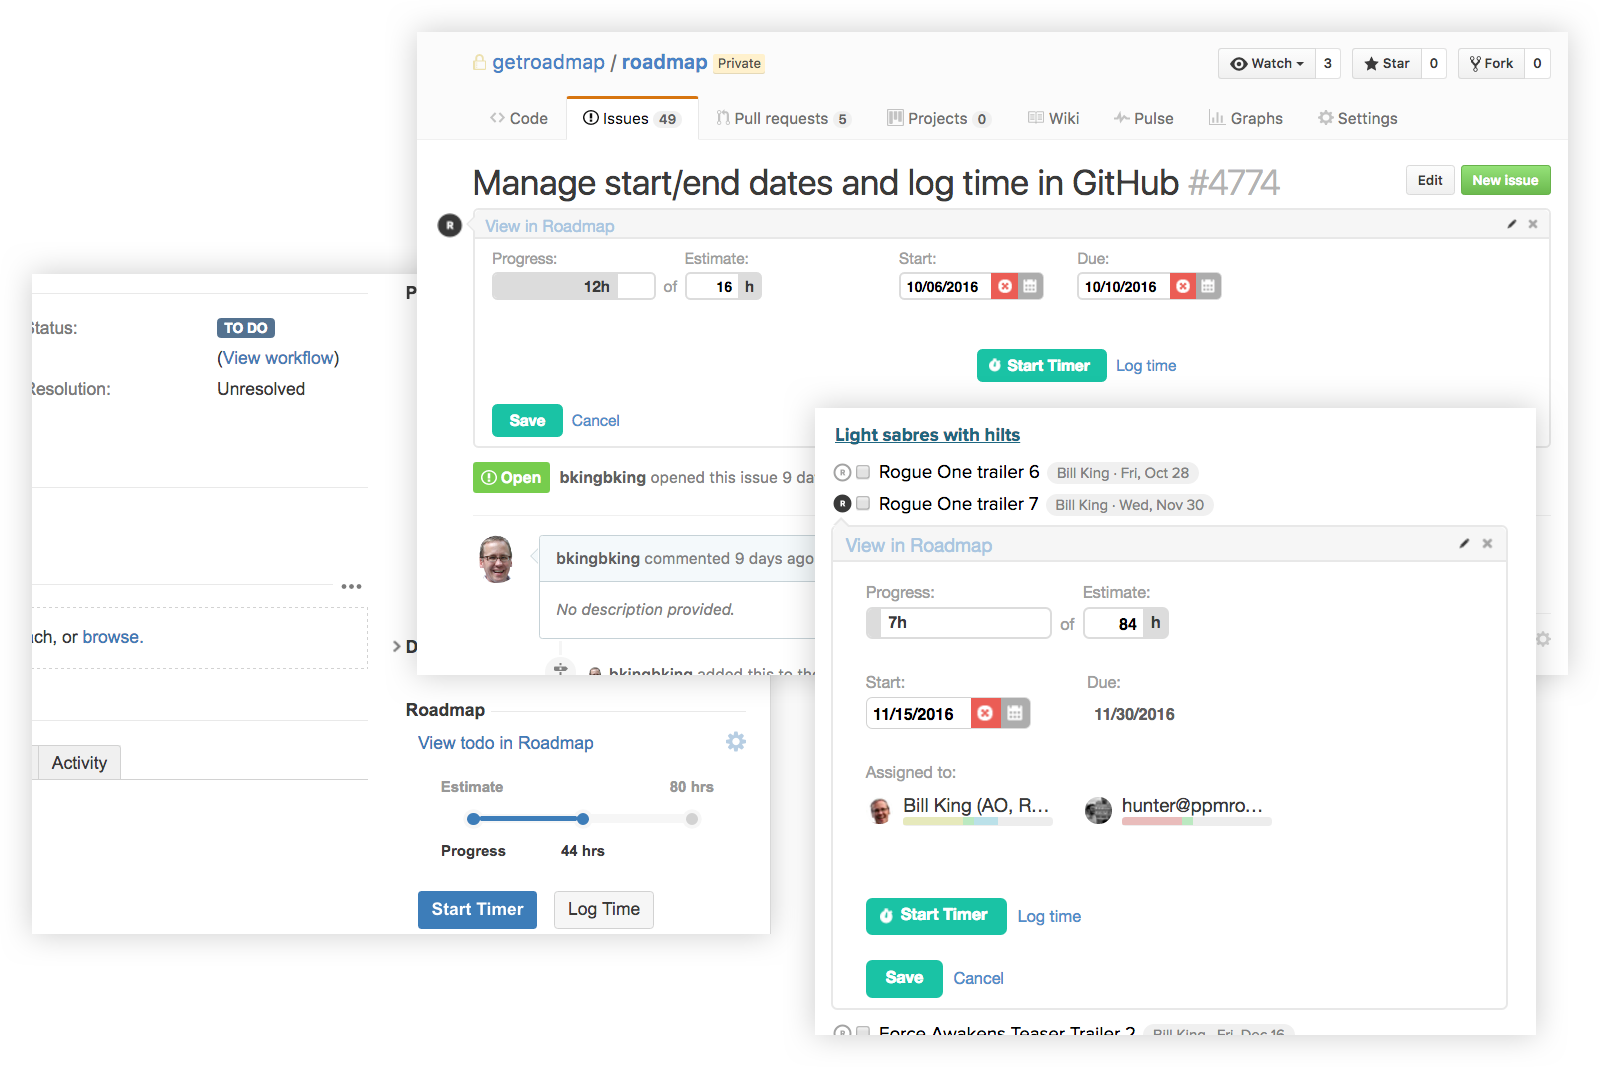 getroadmap / roadmap Private
Watch 3 Star 0 Fork 0
Code Issues 49 Pull requests 5 Projects 0 Wiki Pulse Graphs Settings
Manage start/end dates and log time in GitHub #4774
Edit New issue
R View in Roadmap
Progress: Estimate: Start: Due:
12h of 16 h 10/06/2016 10/10/2016
Start Timer Log time
Save Cancel
Open bkingbking opened this issue 9 da
bkingbking commented 9 days ago
No description provided.
bkingbking added this to the
P
Status:
TO DO
(View workflow)
Resolution:
Unresolved
or browse.
D
Activity
Roadmap
View todo in Roadmap
Estimate 80 hrs
Progress 44 hrs
Start Timer Log Time
Light sabres with hilts
R Rogue One trailer 6 Bill King · Fri, Oct 28
R Rogue One trailer 7 Bill King · Wed, Nov 30
View in Roadmap
Progress: Estimate:
7h of 84 h
Start: Due:
11/15/2016 11/30/2016
Assigned to:
Bill King (AO, R... hunter@ppmro...
Start Timer Log time
Save Cancel
R Force Awakens Teaser Trailer 2 Bill King · Fri, Dec 16